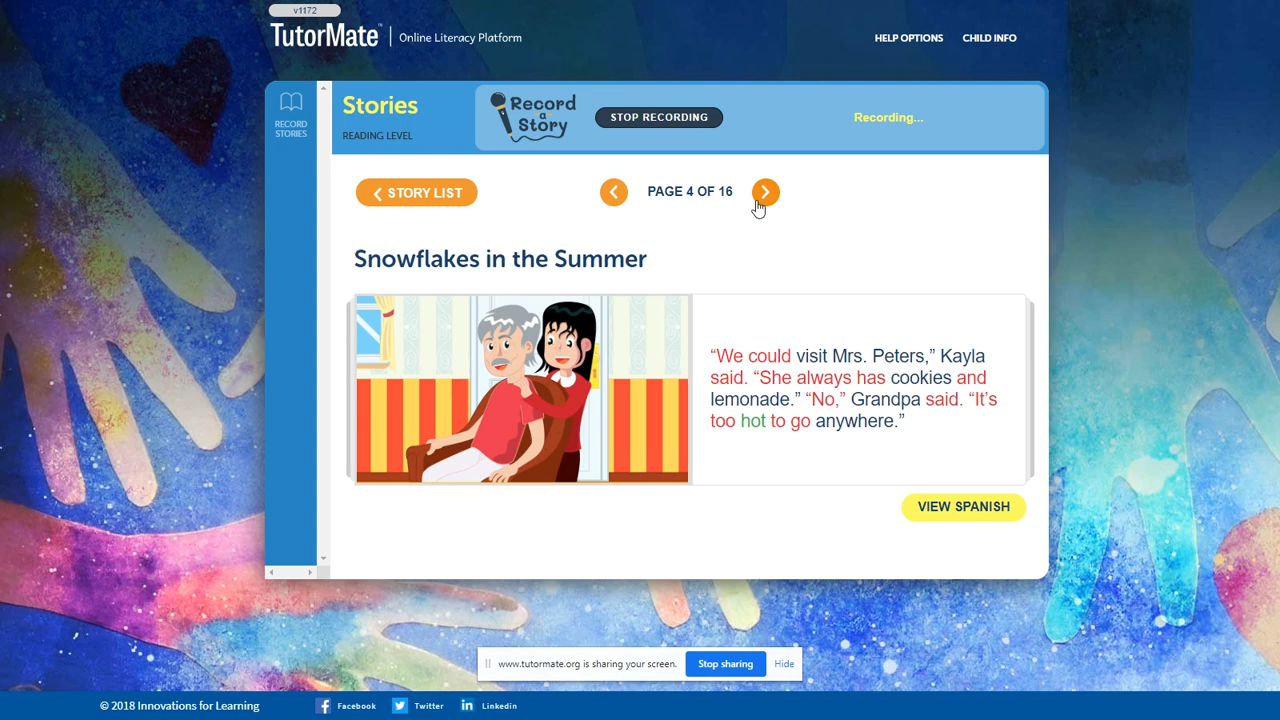 v1172
TutorMate™ | Online Literacy Platform
HELP OPTIONS
CHILD INFO
RECORD
STORIES
Stories
READING LEVEL
Record
a
Story
STOP RECORDING
Recording...
STORY LIST
PAGE 4 OF 16
Snowflakes in the Summer
“We could visit Mrs. Peters,” Kayla
said. “She always has cookies and
lemonade.” “No,” Grandpa said. “It’s
too hot to go anywhere.”
VIEW SPANISH
www.tutormate.org is sharing your screen.
Stop sharing
Hide
© 2018 Innovations for Learning
Facebook
Twitter
Linkedin